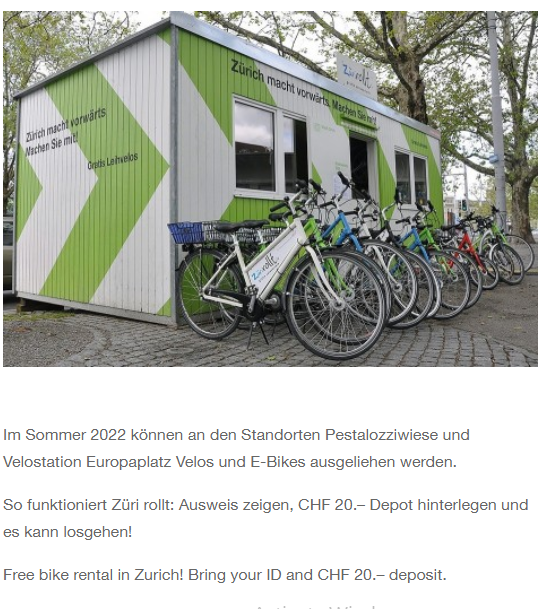 Züri rollt
Zürich macht vorwärts. Machen Sie mit!
Zürich macht vorwärts
Machen Sie mit!
Gratis Leihvelos
Züri rollt
Im Sommer 2022 können an den Standorten Pestalozziwiese und
Velostation Europaplatz Velos und E-Bikes ausgeliehen werden.
So funktioniert Züri rollt: Ausweis zeigen, CHF 20.– Depot hinterlegen und
es kann losgehen!
Free bike rental in Zurich! Bring your ID and CHF 20.– deposit.